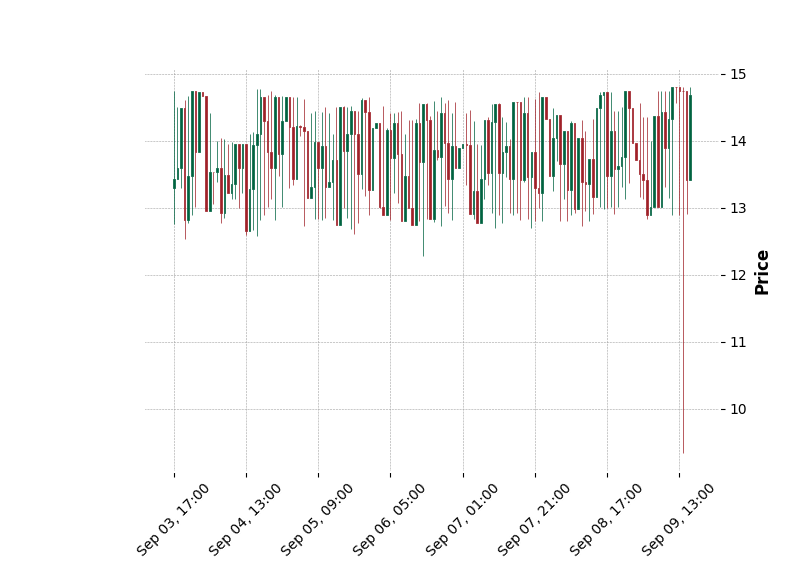 15
14
13
12
11
10
Price
Sep 03, 17:00
Sep 04, 13:00
Sep 05, 09:00
Sep 06, 05:00
Sep 07, 01:00
Sep 07, 21:00
Sep 08, 17:00
Sep 09, 13:00